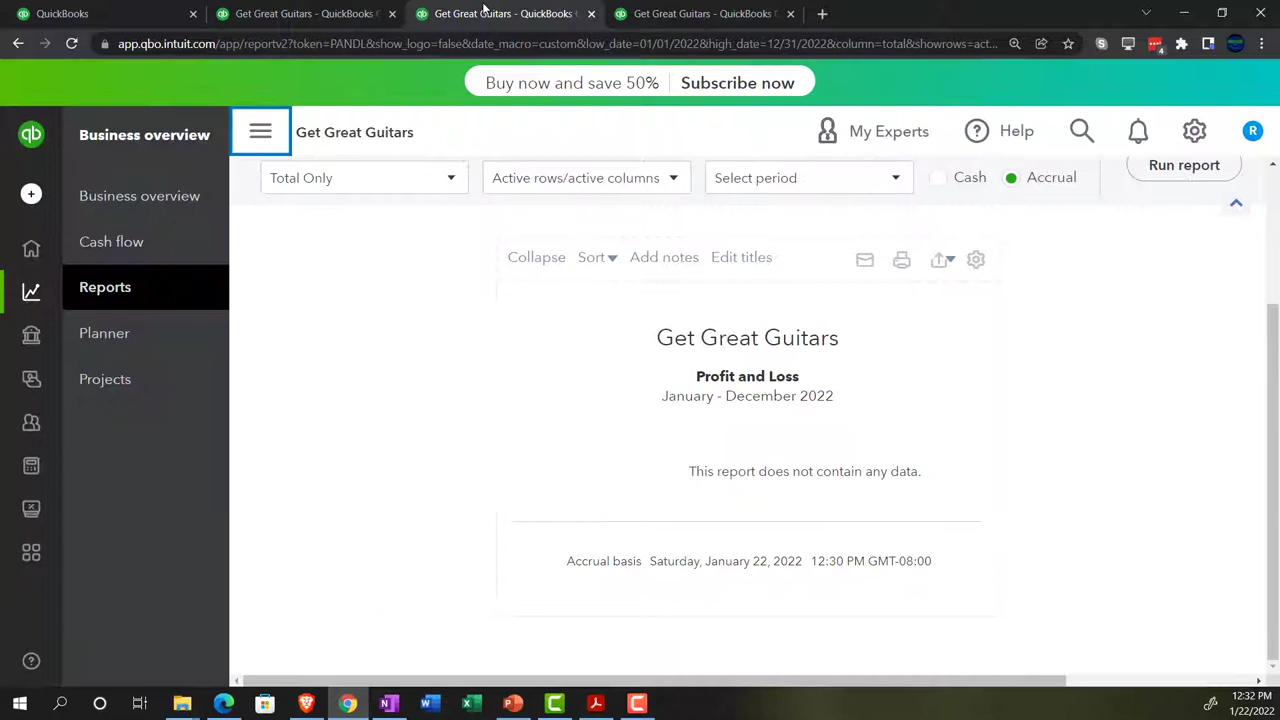 QuickBooks
Get Great Guitars - QuickBooks
Get Great Guitars - QuickBooks
Get Great Guitars - QuickBooks
app.qbo.intuit.com/app/reportv2?token=PANDL&show_logo=false&date_macro=custom&low_date=01/01/2022&high_date=12/31/2022&column=total&showrows=act...
4
Buy now and save 50% Subscribe now
qb Business overview Get Great Guitars My Experts Help R
Total Only Active rows/active columns Select period Cash Accrual Run report
Business overview
Cash flow
Reports
Planner
Projects
Collapse Sort Add notes Edit titles
Get Great Guitars
Profit and Loss
January - December 2022
This report does not contain any data.
Accrual basis Saturday, January 22, 2022 12:30 PM GMT-08:00
12:32 PM
1/22/2022